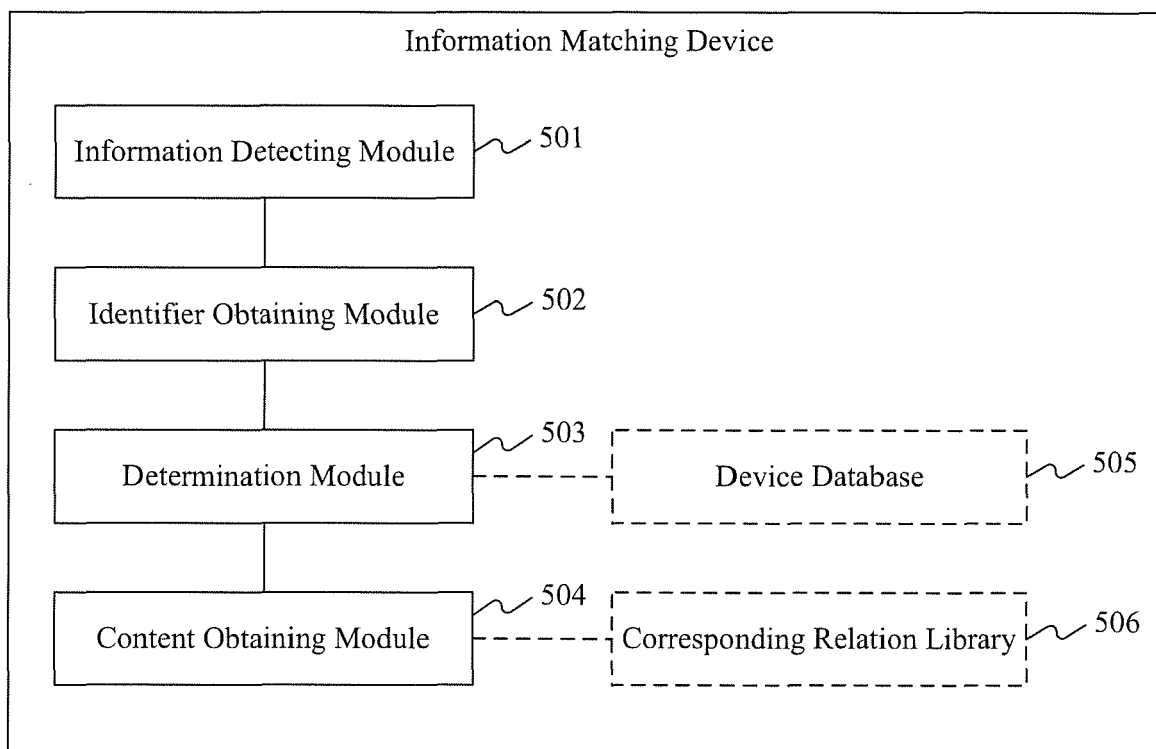 Information Matching Device
Information Detecting Module
501
Identifier Obtaining Module
502
Determination Module
503
Device Database
505
Content Obtaining Module
504
Corresponding Relation Library
506